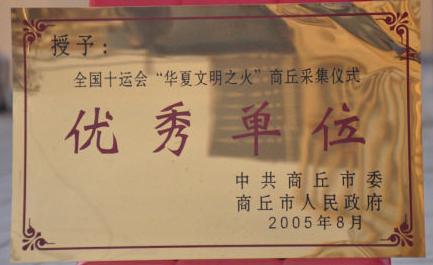 授予：
全国十运会“华夏文明之火”商丘采集仪式
优秀单位
中共商丘市委
商丘市人民政府
2005年8月